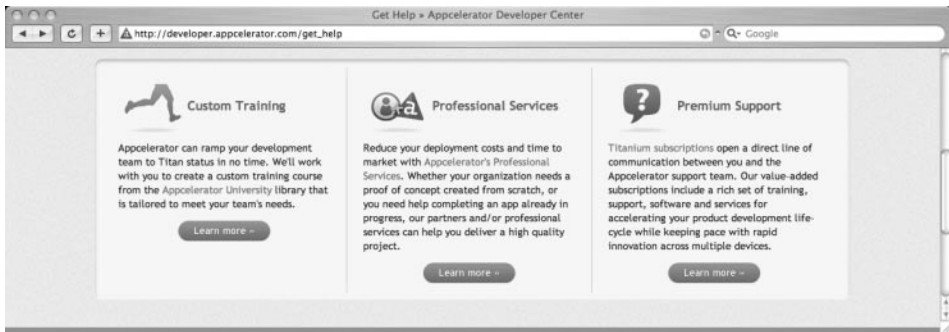 Get Help » Appcelerator Developer Center
http://developer.appcelerator.com/get_help
Google
Custom Training
Appcelerator can ramp your development
team to Titan status in no time. We'll work
with you to create a custom training course
from the Appcelerator University library that
is tailored to meet your team's needs.
Learn more »
Professional Services
Reduce your deployment costs and time to
market with Appcelerator's Professional
Services. Whether your organization needs a
proof of concept created from scratch, or
you need help completing an app already in
progress, our partners and/or professional
services can help you deliver a high quality
project.
Learn more »
Premium Support
Titanium subscriptions open a direct line of
communication between you and the
Appcelerator support team. Our value-added
subscriptions include a rich set of training,
support, software and services for
accelerating your product development life-
cycle while keeping pace with rapid
innovation across multiple devices.
Learn more »